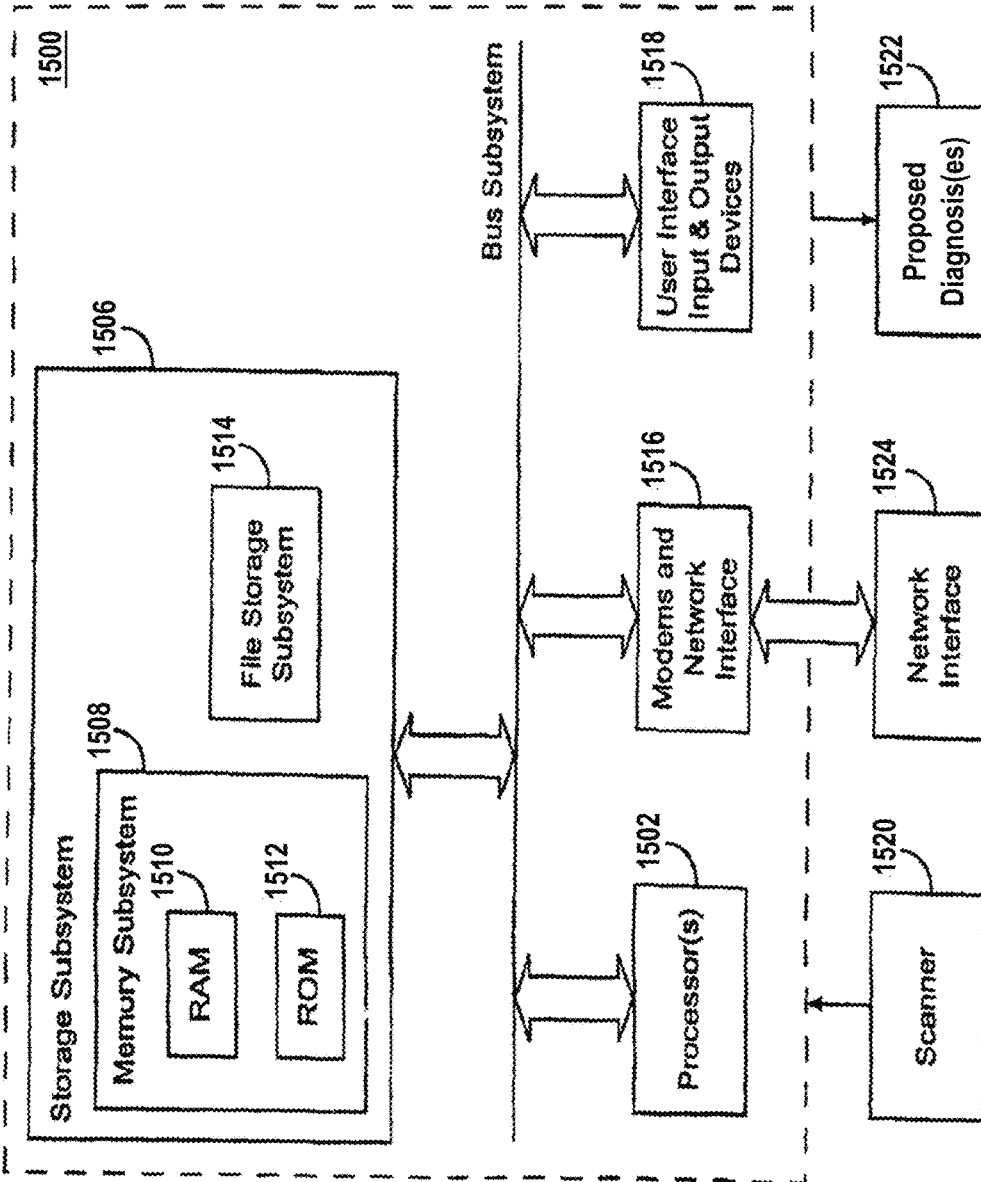 1500
1506
Storage Subsystem
1508
Memory Subsystem
1510
RAM
1512
ROM
1514
File Storage
Subsystem
Bus Subsystem
1502
Processor(s)
1516
Modems and
Network
Interface
1518
User Interface
Input & Output
Devices
1520
Scanner
1524
Network
Interface
1522
Proposed
Diagnosis(es)